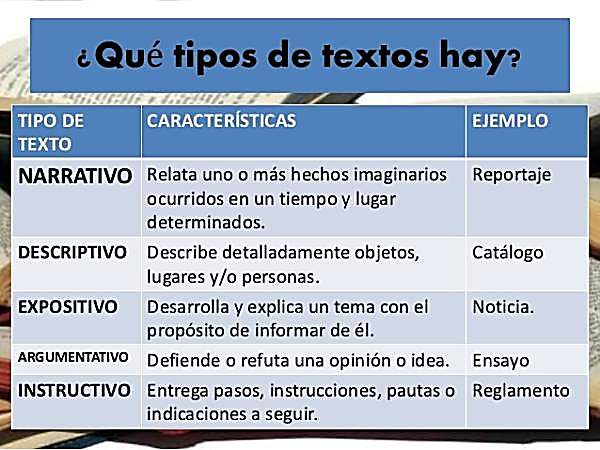 ¿Qué tipos de textos hay?
TIPO DE
TEXTO
CARACTERÍSTICAS
EJEMPLO
NARRATIVO
Relata uno o más hechos imaginarios
ocurridos en un tiempo y lugar
determinados.
Reportaje
DESCRIPTIVO
Describe detalladamente objetos,
lugares y/o personas.
Catálogo
EXPOSITIVO
Desarrolla y explica un tema con el
propósito de informar de él.
Noticia.
ARGUMENTATIVO
Defiende o refuta una opinión o idea.
Ensayo
INSTRUCTIVO
Entrega pasos, instrucciones, pautas o
indicaciones a seguir.
Reglamento